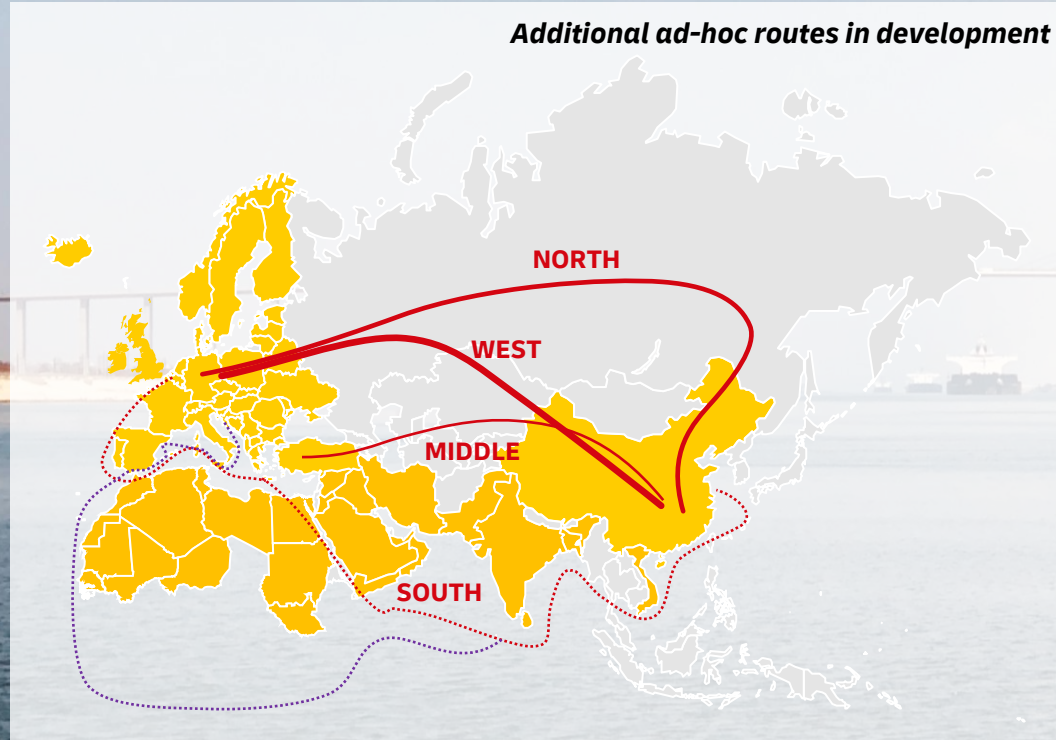 Additional ad-hoc routes in development
NORTH
WEST
MIDDLE
SOUTH